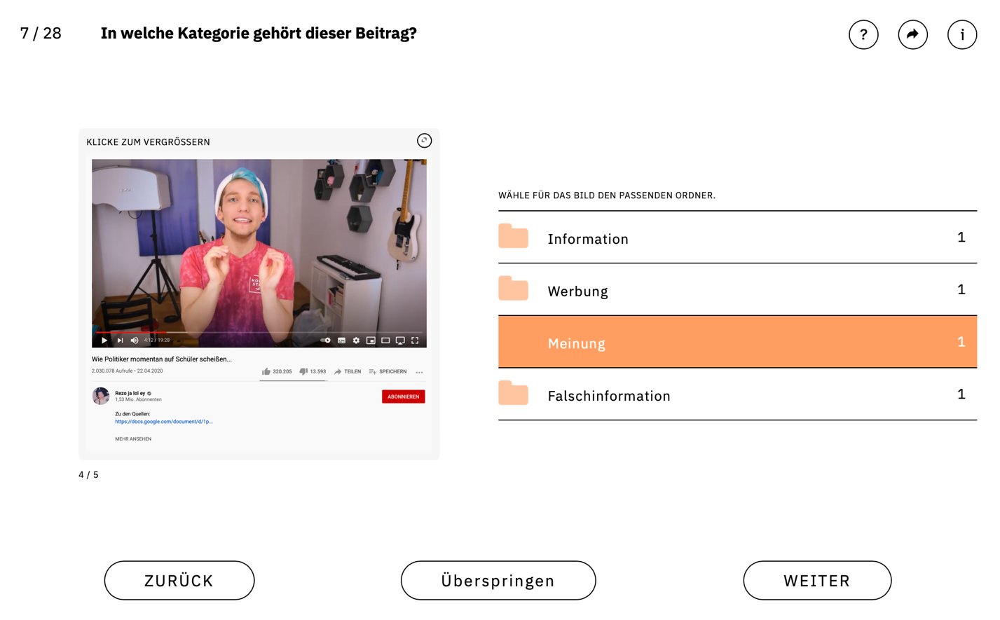 7 / 28
In welche Kategorie gehört dieser Beitrag?
?
i
KLICKE ZUM VERGRÖSSERN
4:12 / 19:28
Wie Politiker momentan auf Schüler scheißen...
2.030.078 Aufrufe • 22.04.2020
320.205
13.593
TEILEN
SPEICHERN
...
Rezo ja lol ey
1,53 Mio. Abonnenten
ABONNIEREN
Zu den Quellen:
https://docs.google.com/document/d/1p...
MEHR ANSEHEN
4 / 5
WÄHLE FÜR DAS BILD DEN PASSENDEN ORDNER.
Information 1
Werbung 1
Meinung 1
Falschinformation 1
ZURÜCK
Überspringen
WEITER